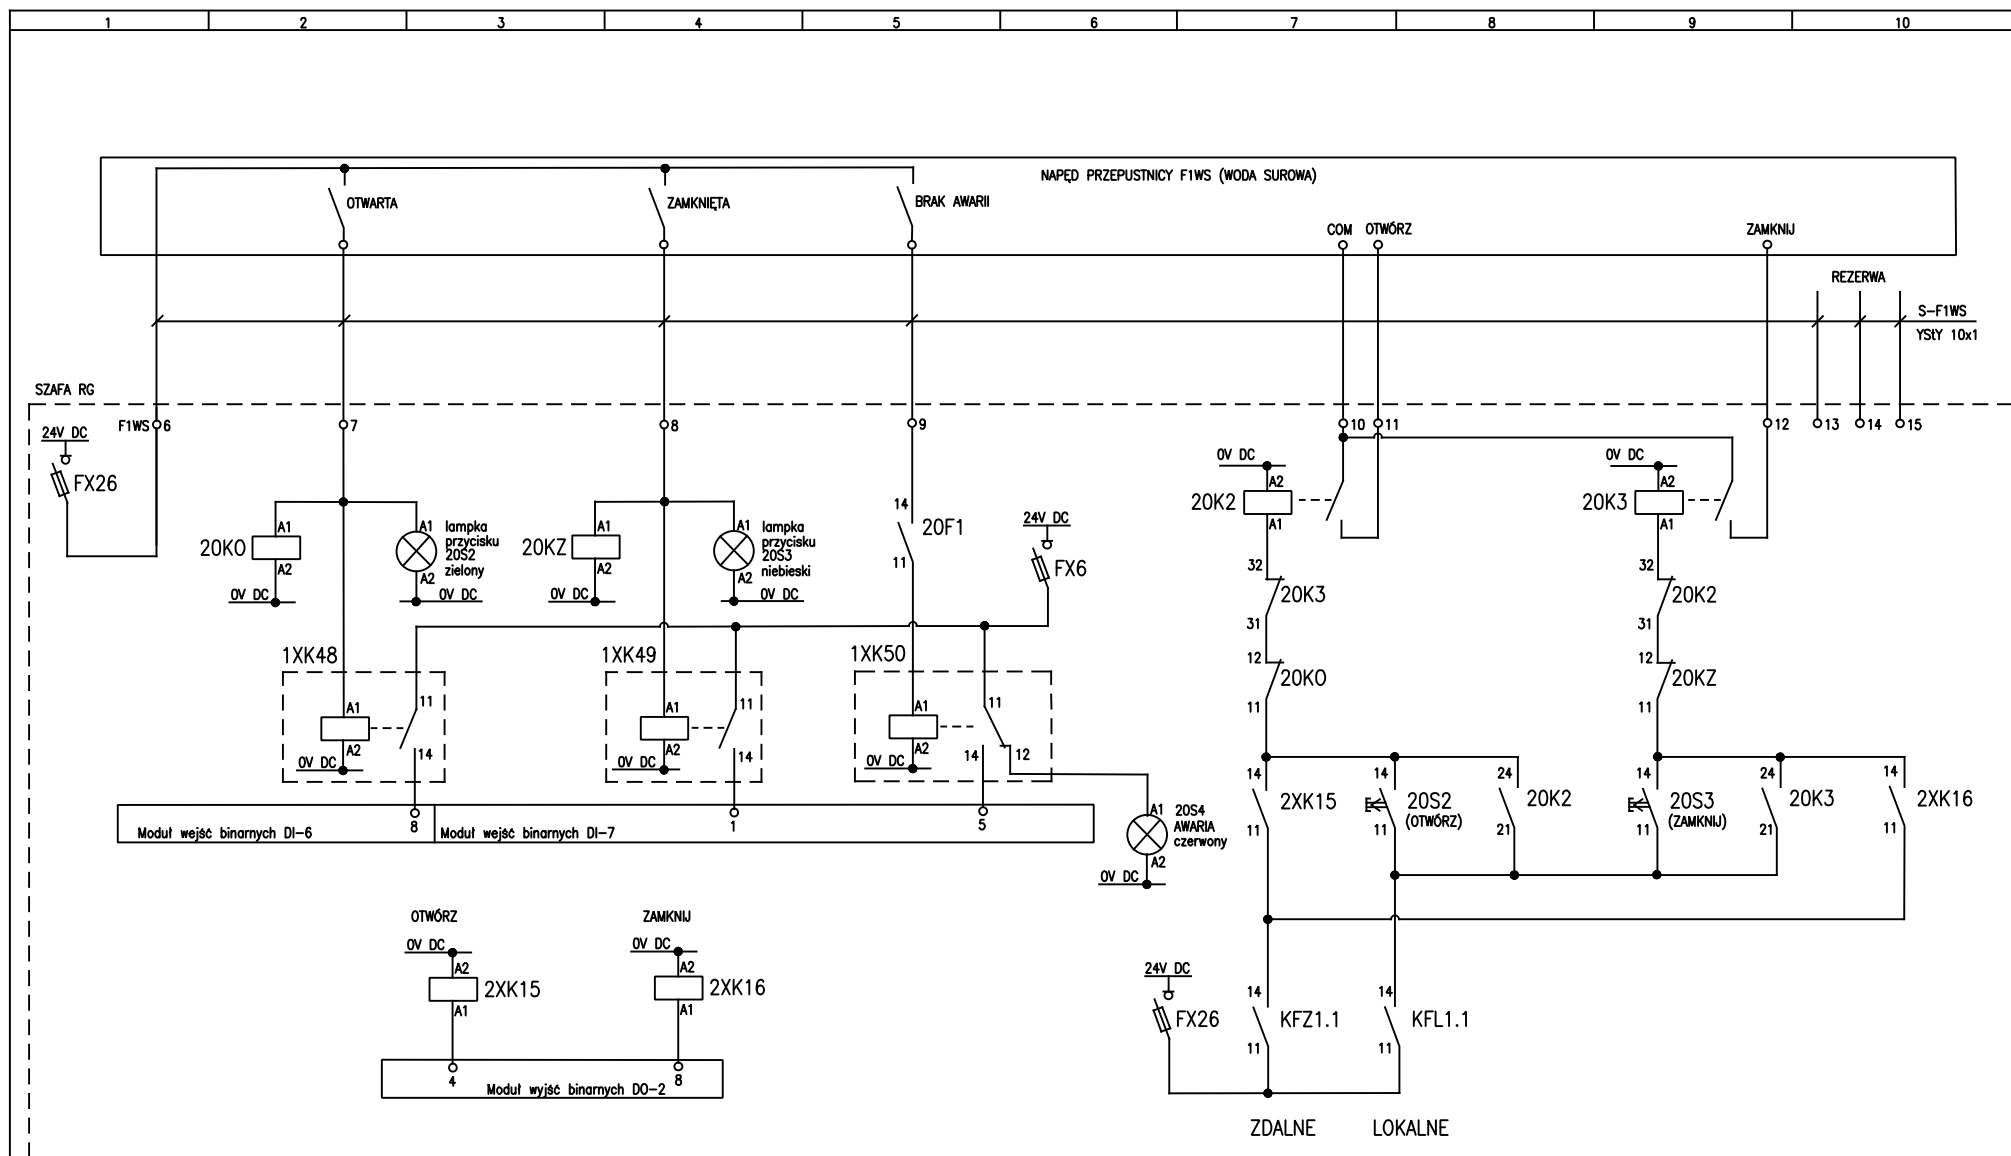 1 2 3 4 5 6 7 8 9 10
NAPĘD PRZEPUSTNICY F1WS (WODA SUROWA)
OTWARTA
ZAMKNIĘTA
BRAK AWARII
COM OTWÓRZ
ZAMKNIJ
REZERWA
S-F1WS
YStY 10x1
SZAFA RG
F1WS 6
7
8
9
10 11
12 13 14 15
24V DC
FX26
20KO
A1
A2
0V DC
A1
A2
0V DC
lampka
przycisku
20S2
zielony
20KZ
A1
A2
0V DC
A1
A2
0V DC
lampka
przycisku
20S3
niebieski
14
20F1
11
24V DC
FX6
0V DC
A2
20K2
A1
32
20K3
31
12
20KO
11
0V DC
A2
20K3
A1
32
20K2
31
12
20KZ
11
1XK48
A1
A2
0V DC
11
14
1XK49
A1
A2
0V DC
11
14
1XK50
A1
A2
0V DC
11
14
12
8
Moduł wejść binarnych DI-6
1
5
Moduł wejść binarnych DI-7
A1
A2
0V DC
20S4
AWARIA
czerwony
14
2XK15
11
14
20S2
(OTWÓRZ)
11
24
20K2
21
14
20S3
(ZAMKNIJ)
11
24
20K3
21
14
2XK16
11
OTWÓRZ
0V DC
A2
2XK15
A1
ZAMKNIJ
0V DC
A2
2XK16
A1
4
8
Moduł wyjść binarnych DO-2
24V DC
FX26
14
KFZ1.1
11
14
KFL1.1
11
ZDALNE
LOKALNE